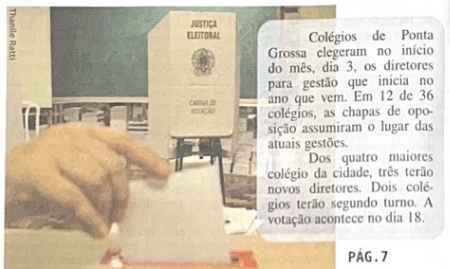 Thanile Ratti
JUSTIÇA
ELEITORAL
CABINA DE
VOTAÇÃO
Colégios de Ponta
Grossa elegeram no início
do mês, dia 3, os diretores
para gestão que inicia no
ano que vem. Em 12 de 36
colégios, as chapas de opo-
sição assumiram o lugar das
atuais gestões.
Dos quatro maiores
colégio da cidade, três terão
novos diretores. Dois colé-
gios terão segundo turno. A
votação acontece no dia 18.
PÁG.7